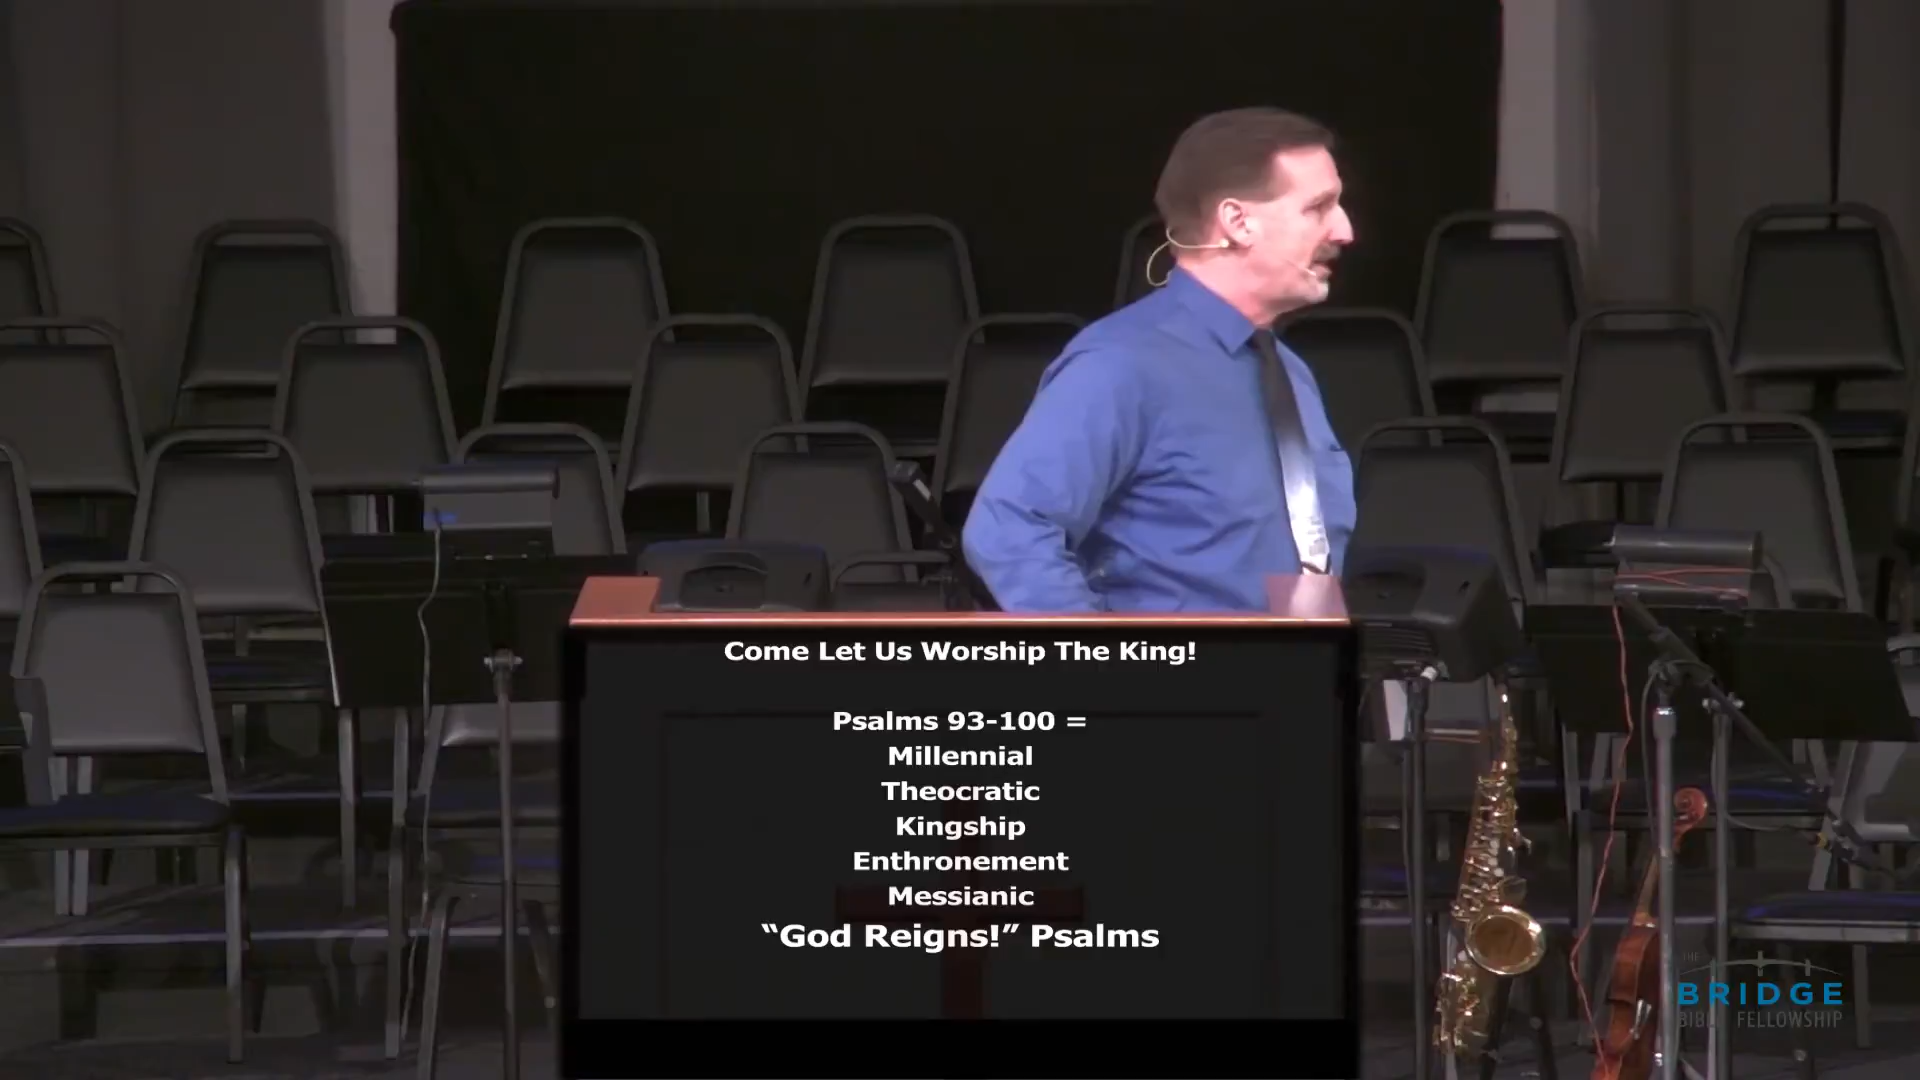 Come Let Us Worship The King!
Psalms 93-100 =
Millennial
Theocratic
Kingship
Enthronement
Messianic
“God Reigns!” Psalms
THE
BRIDGE
BIBLE FELLOWSHIP